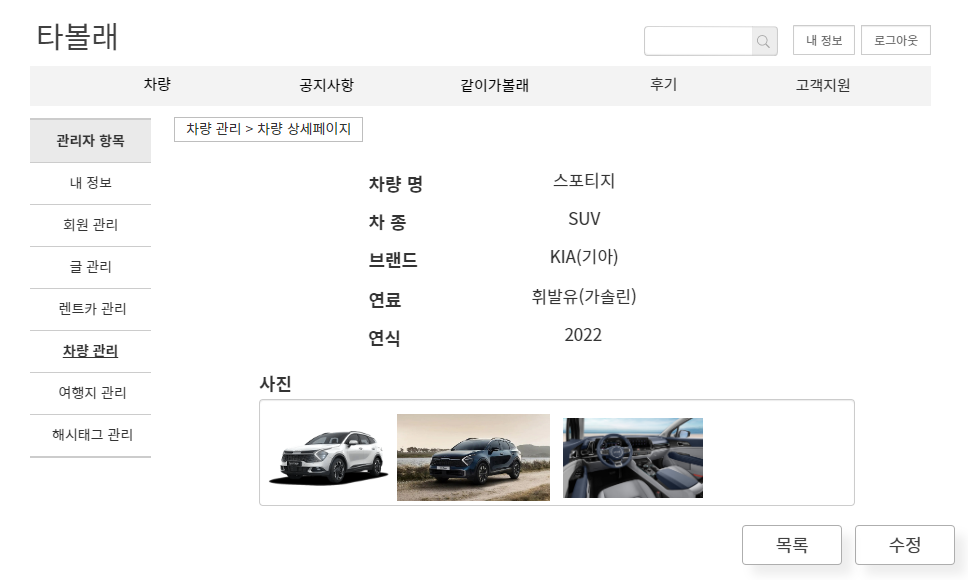 타볼래
내 정보
로그아웃
차량
공지사항
같이가볼래
후기
고객지원
관리자 항목
내 정보
회원 관리
글 관리
렌트카 관리
차량 관리
여행지 관리
해시태그 관리
차량 관리 > 차량 상세페이지
차량 명 스포티지
차 종 SUV
브랜드 KIA(기아)
연료 휘발유(가솔린)
연식 2022
사진
목록
수정